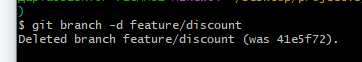 )
$ git branch -d feature/discount
Deleted branch feature/discount (was 41e5f72).